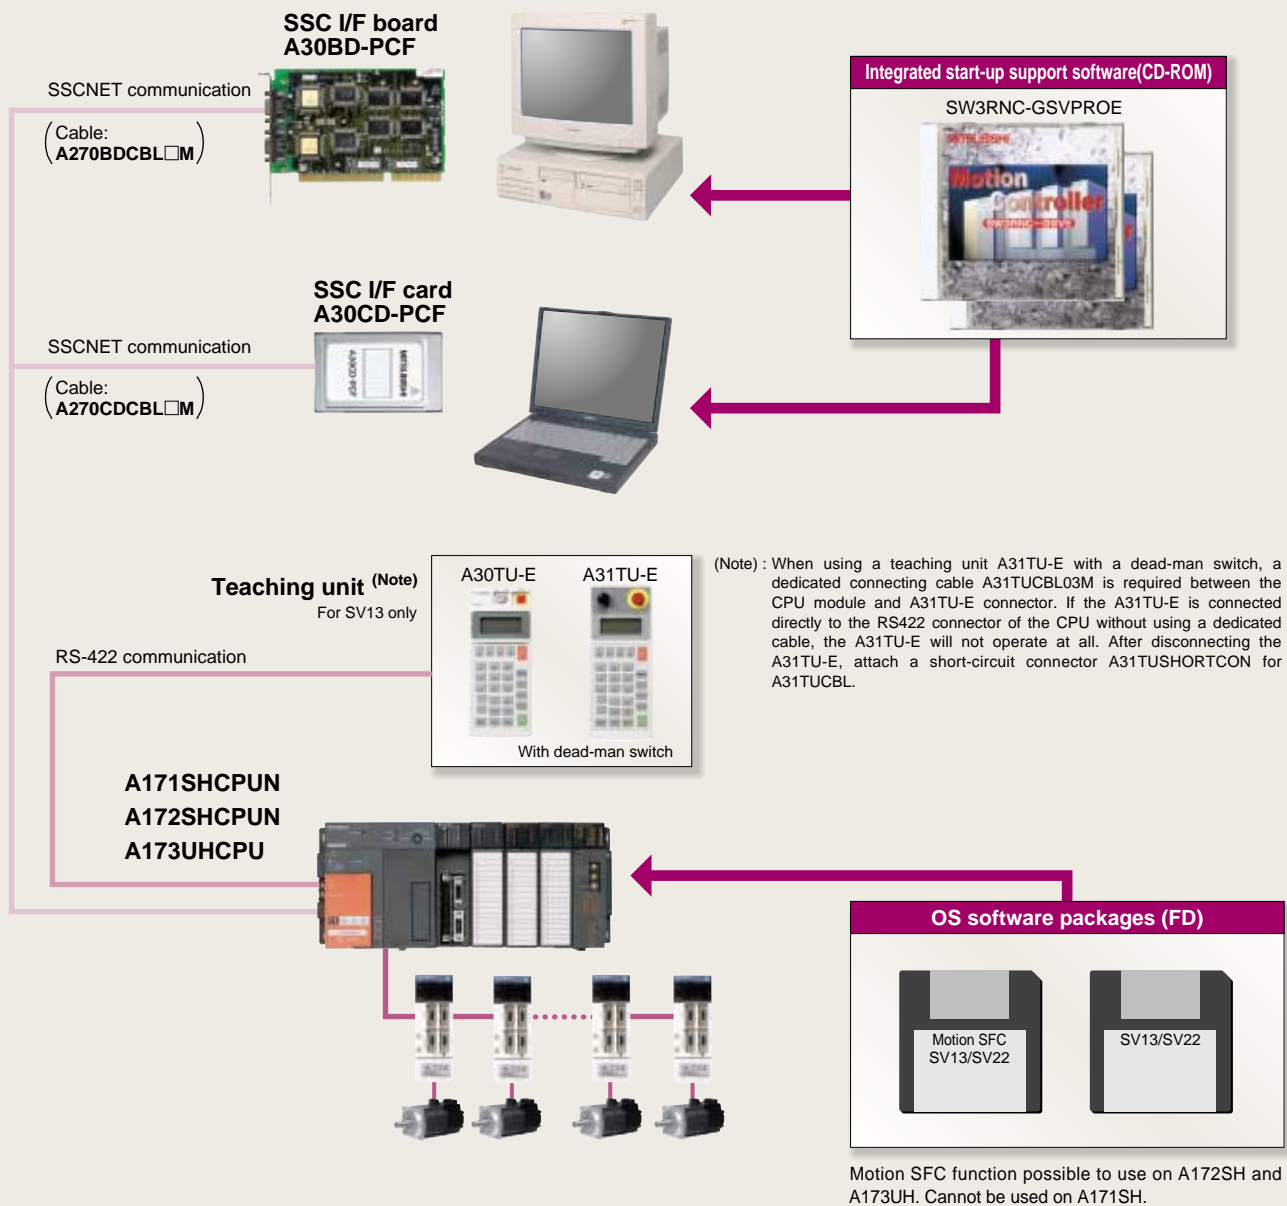 SSC I/F board
A30BD-PCF
SSCNET communication
(Cable:
A270BDCBL□M)
Integrated start-up support software(CD-ROM)
SW3RNC-GSVPROE
MITSUBISHI
Motion
Controller
SW3RNC-GSVE
SSC I/F card
A30CD-PCF
SSCNET communication
(Cable:
A270CDCBL□M)
MITSUBISHI
A30CD-PCF
Teaching unit (Note)
For SV13 only
A30TU-E
A31TU-E
With dead-man switch
(Note) : When using a teaching unit A31TU-E with a dead-man switch, a
dedicated connecting cable A31TUCBL03M is required between the
CPU module and A31TU-E connector. If the A31TU-E is connected
directly to the RS422 connector of the CPU without using a dedicated
cable, the A31TU-E will not operate at all. After disconnecting the
A31TU-E, attach a short-circuit connector A31TUSHORTCON for
A31TUCBL.
RS-422 communication
A171SHCPUN
A172SHCPUN
A173UHCPU
OS software packages (FD)
Motion SFC
SV13/SV22
SV13/SV22
Motion SFC function possible to use on A172SH and
A173UH. Cannot be used on A171SH.